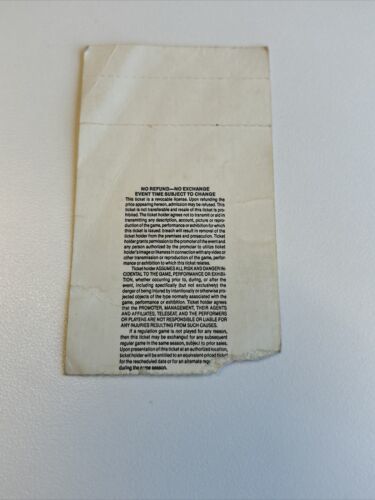 NO REFUND—NO EXCHANGE
EVENT TIME SUBJECT TO CHANGE
This ticket is a revocable license. Upon refunding the
price appearing hereon, admission may be refused. This
ticket is not transferable and resale of this ticket is pro-
hibited. The ticket holder agrees not to transmit or aid in
transmitting any description, account, picture or repro-
duction of the game, performance or exhibition for which
this ticket is issued (breach will result in removal of the
ticket holder from the premises and prosecution. Ticket
holder grants permission to the promoter of the event and
any person authorized by the promoter to utilize ticket
holder's image or likeness in connection with any video or
other transmission or reproduction of the game, perfor-
mance or exhibition to which this ticket relates.
Ticket holder ASSUMES ALL RISK AND DANGER IN-
CIDENTAL TO THE GAME, PERFORMANCE OR EXHIBI-
TION, whether occurring prior to, during, or after the
event, including specifically (but not exclusively) the
danger of being injured by intentionally or otherwise pro-
jected objects of the type normally associated with the
game, performance or exhibition. Ticket holder agrees
that the PROMOTER, MANAGEMENT, THEIR AGENTS
AND AFFILIATES, TELESEAT, AND THE PERFORMERS
OR PLAYERS ARE NOT RESPONSIBLE OR LIABLE FOR
ANY INJURIES RESULTING FROM SUCH CAUSES.
If a regulation game is not played for any reason,
then this ticket may be exchanged for any subsequent
regular game in the same season, subject to prior sales.
Upon presentation of this ticket at an authorized location,
ticket holder will be entitled to an equivalent priced ticket
for the rescheduled date or for an alternate reg
during the same season.